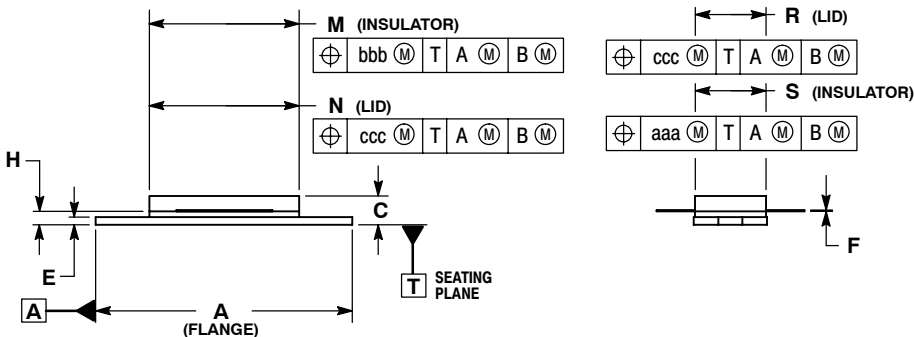 M (INSULATOR)
⌖ bbb Ⓜ T A Ⓜ B Ⓜ
N (LID)
⌖ ccc Ⓜ T A Ⓜ B Ⓜ
R (LID)
⌖ ccc Ⓜ T A Ⓜ B Ⓜ
S (INSULATOR)
⌖ aaa Ⓜ T A Ⓜ B Ⓜ
H
C
E
F
T SEATING
PLANE
A
A
(FLANGE)